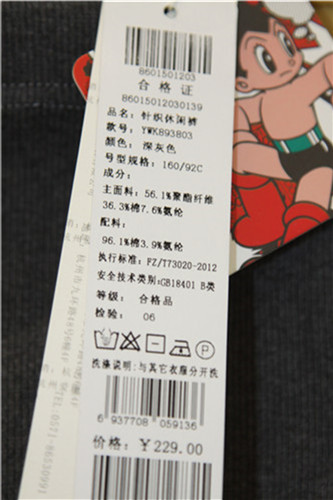 8601501203
合格证
86015012030139
品名：针织休闲裤
款号：YWK893803
颜色：深灰色
号型规格：160/92C
成分：
主面料：56.1%聚酯纤维
36.3%棉7.6%氨纶
配料：
96.1%棉3.9%氨纶
执行标准：FZ/T73020-2012
安全技术类别：GB18401 B类
等级： 合格品
检验： 06
洗涤说明：与其它衣服分开洗
6 937708 059136
价格：￥229.00